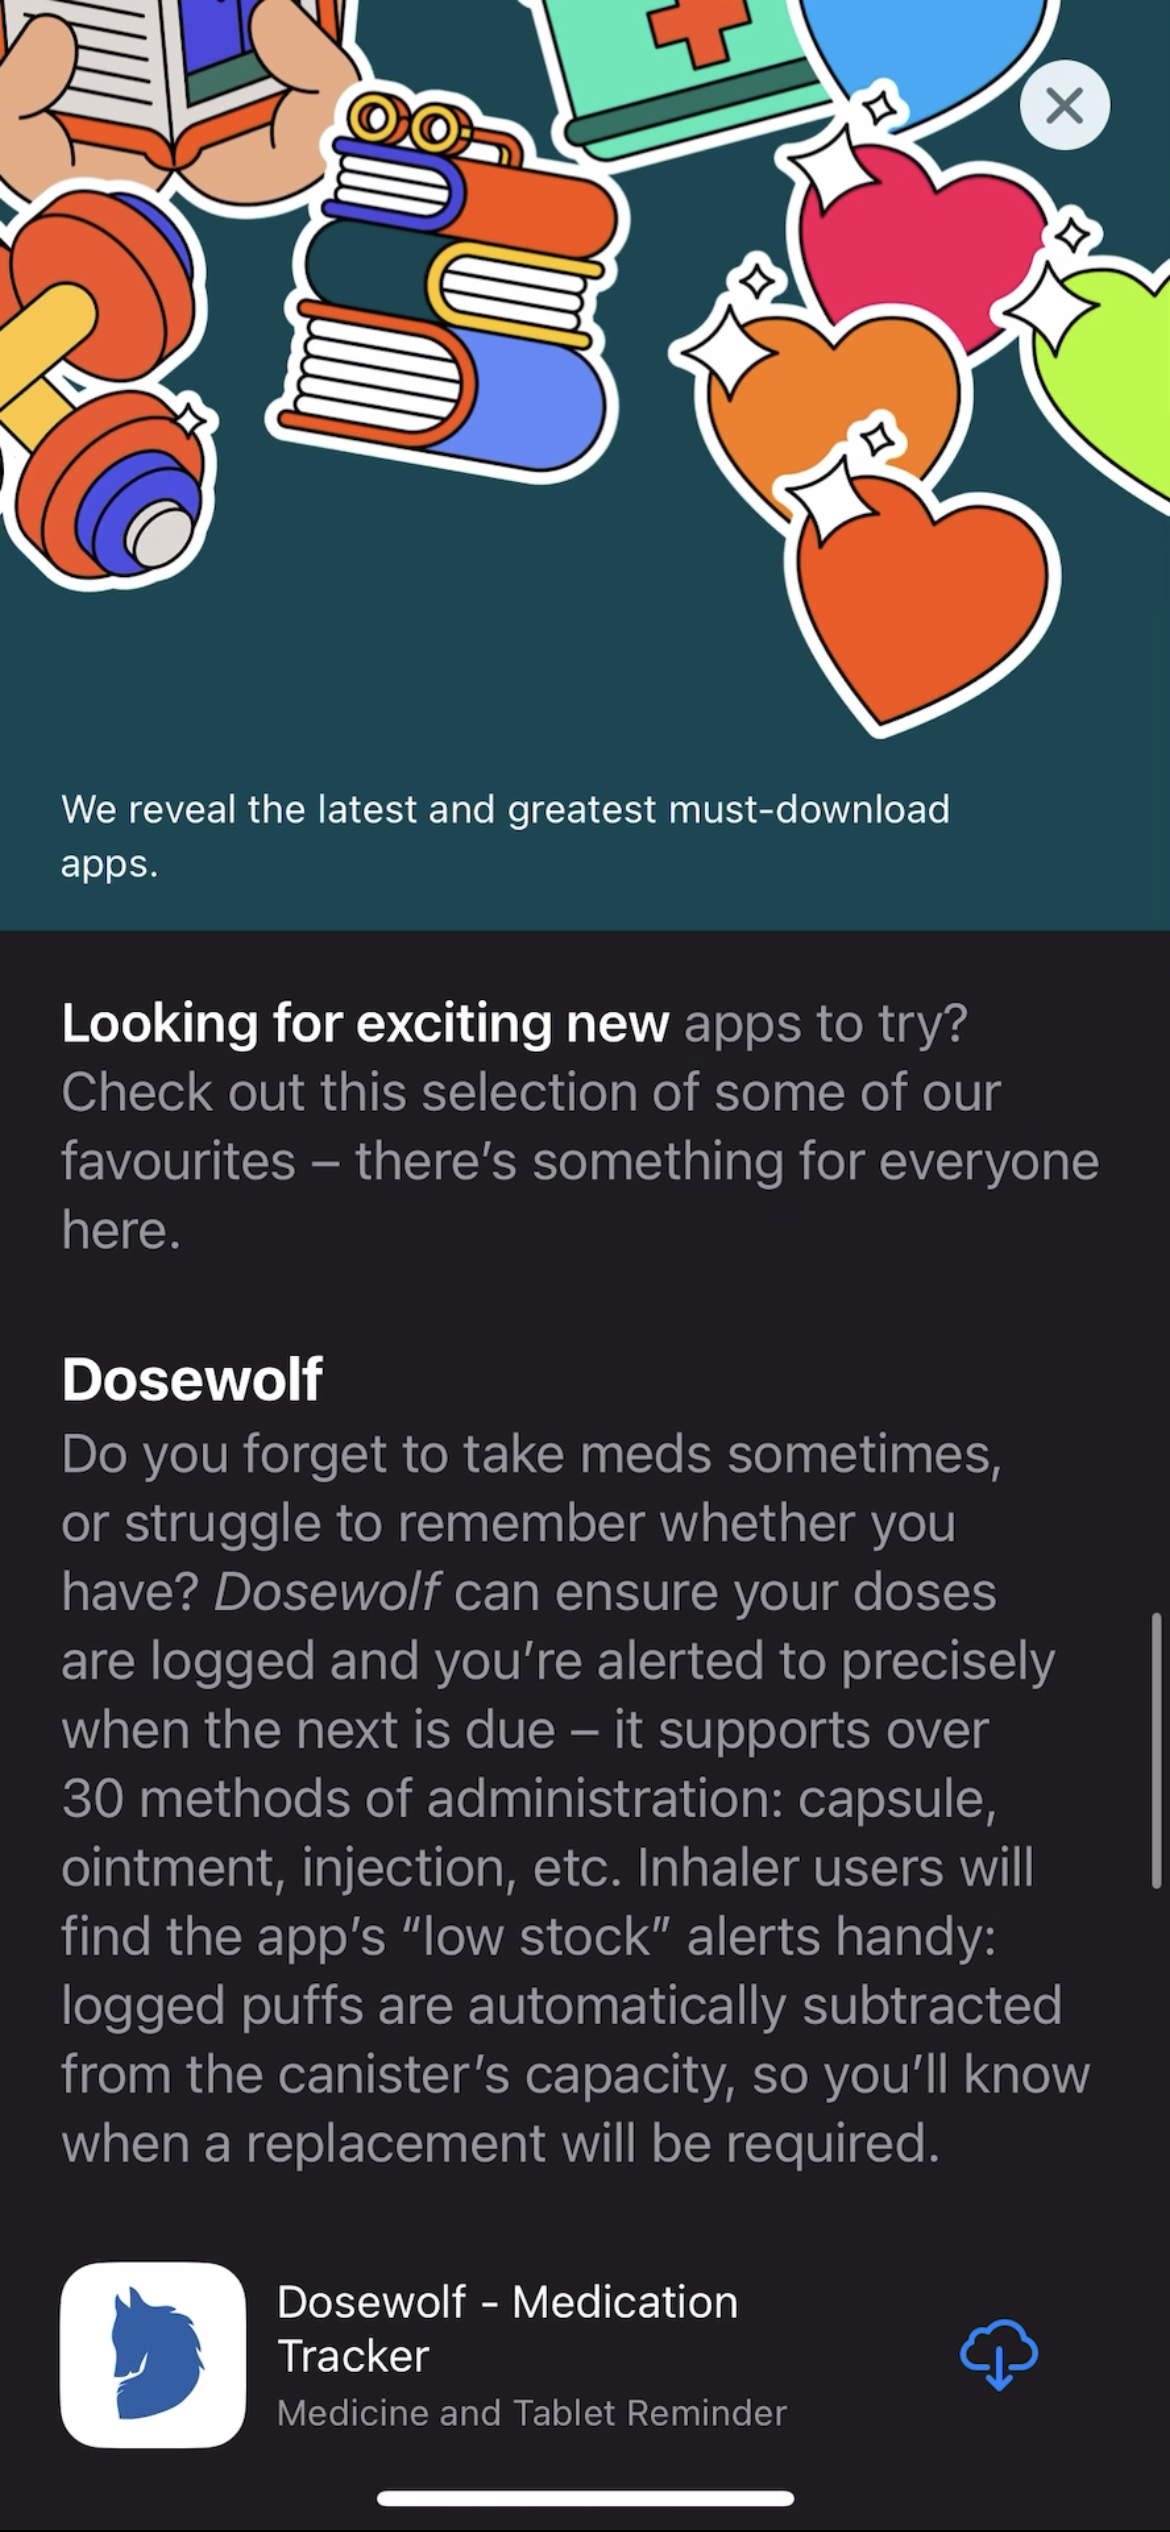 We reveal the latest and greatest must-download
apps.
Looking for exciting new apps to try?
Check out this selection of some of our
favourites – there’s something for everyone
here.
Dosewolf
Do you forget to take meds sometimes,
or struggle to remember whether you
have? Dosewolf can ensure your doses
are logged and you’re alerted to precisely
when the next is due – it supports over
30 methods of administration: capsule,
ointment, injection, etc. Inhaler users will
find the app’s “low stock” alerts handy:
logged puffs are automatically subtracted
from the canister’s capacity, so you’ll know
when a replacement will be required.
Dosewolf - Medication
Tracker
Medicine and Tablet Reminder